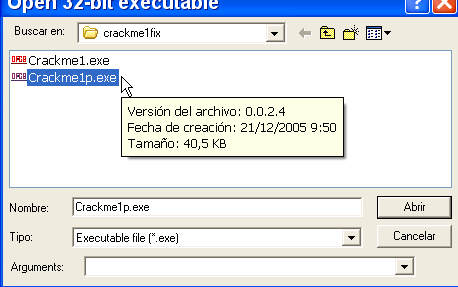 Open 32-bit executable
Buscar en: crackme1fix
Crackme1.exe
Crackme1p.exe
Versión del archivo: 0.0.2.4
Fecha de creación: 21/12/2005 9:50
Tamaño: 40,5 KB
Nombre: Crackme1p.exe Abrir
Tipo: Executable file (*.exe) Cancelar
Arguments: